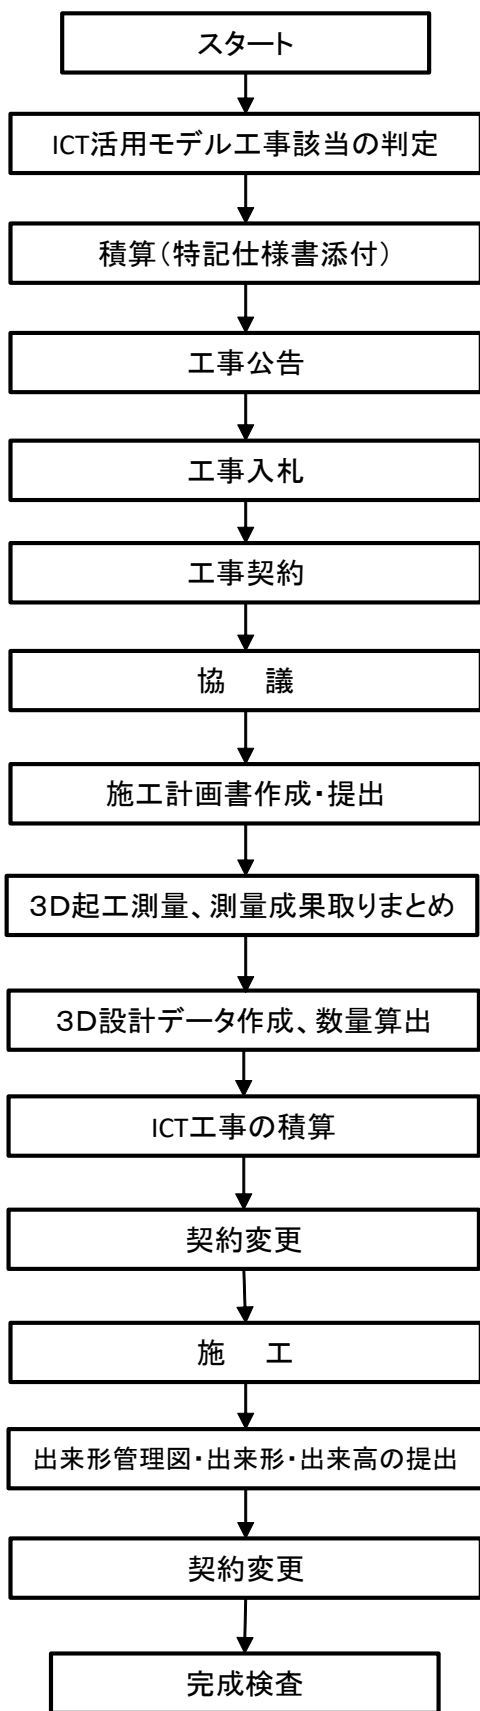 スタート
ICT活用モデル工事該当の判定
積算（特記仕様書添付）
工事公告
工事入札
工事契約
協　議
施工計画書作成・提出
３D起工測量、測量成果取りまとめ
３D設計データ作成、数量算出
ICT工事の積算
契約変更
施　工
出来形管理図・出来形・出来高の提出
契約変更
完成検査